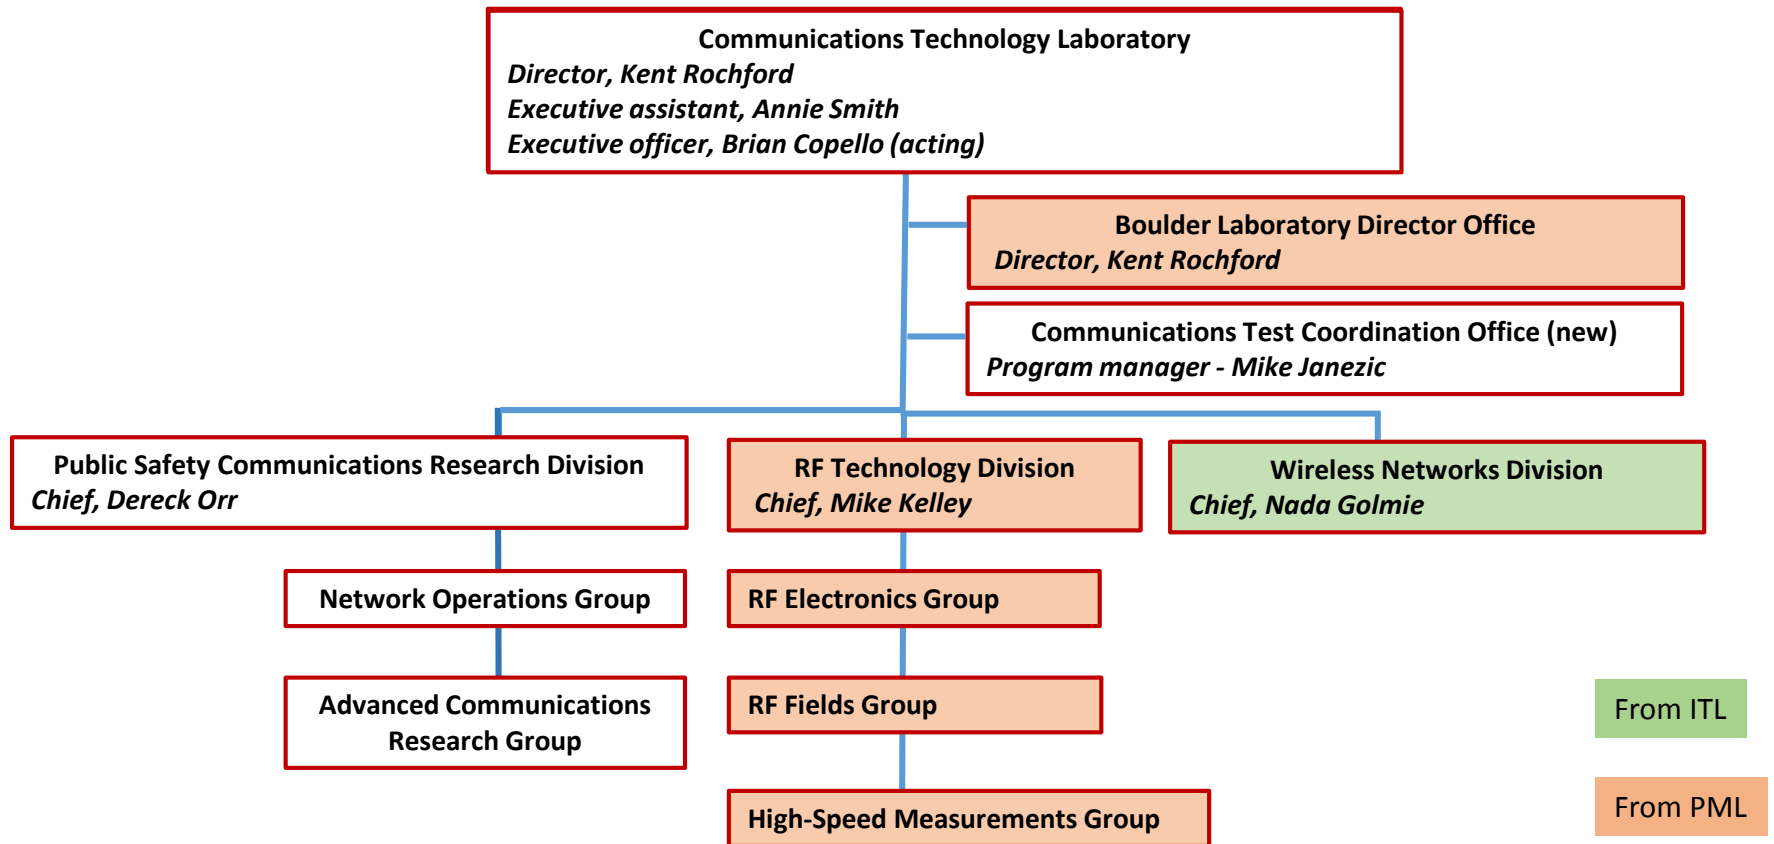 Communications Technology Laboratory
Director, Kent Rochford
Executive assistant, Annie Smith
Executive officer, Brian Copello (acting)
Boulder Laboratory Director Office
Director, Kent Rochford
Communications Test Coordination Office (new)
Program manager - Mike Janezic
Public Safety Communications Research Division
Chief, Dereck Orr
RF Technology Division
Chief, Mike Kelley
Wireless Networks Division
Chief, Nada Golmie
Network Operations Group
RF Electronics Group
Advanced Communications
Research Group
RF Fields Group
High-Speed Measurements Group
From ITL
From PML